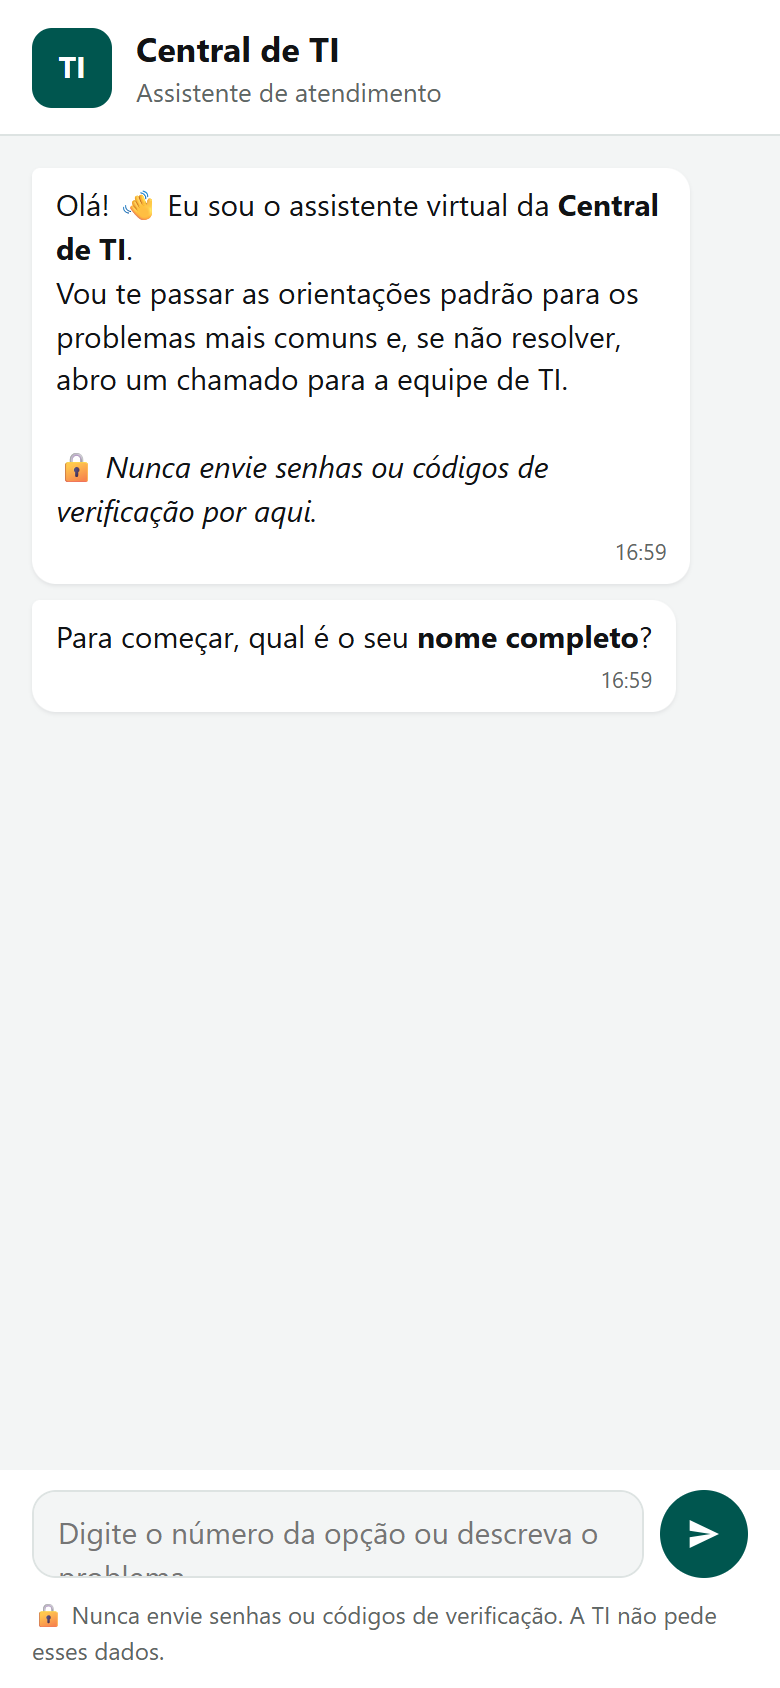 TI
Central de TI
Assistente de atendimento
Olá! 👋 Eu sou o assistente virtual da Central
de TI.
Vou te passar as orientações padrão para os
problemas mais comuns e, se não resolver,
abro um chamado para a equipe de TI.
🔒 Nunca envie senhas ou códigos de
verificação por aqui.
16:59
Para começar, qual é o seu nome completo?
16:59
Digite o número da opção ou descreva o
problema
🔒 Nunca envie senhas ou códigos de verificação. A TI não pede
esses dados.